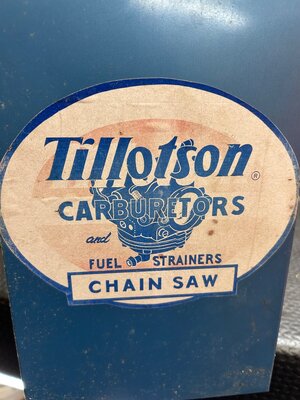 Tillotson ®
CARBURETORS
and
FUEL STRAINERS
CHAIN SAW